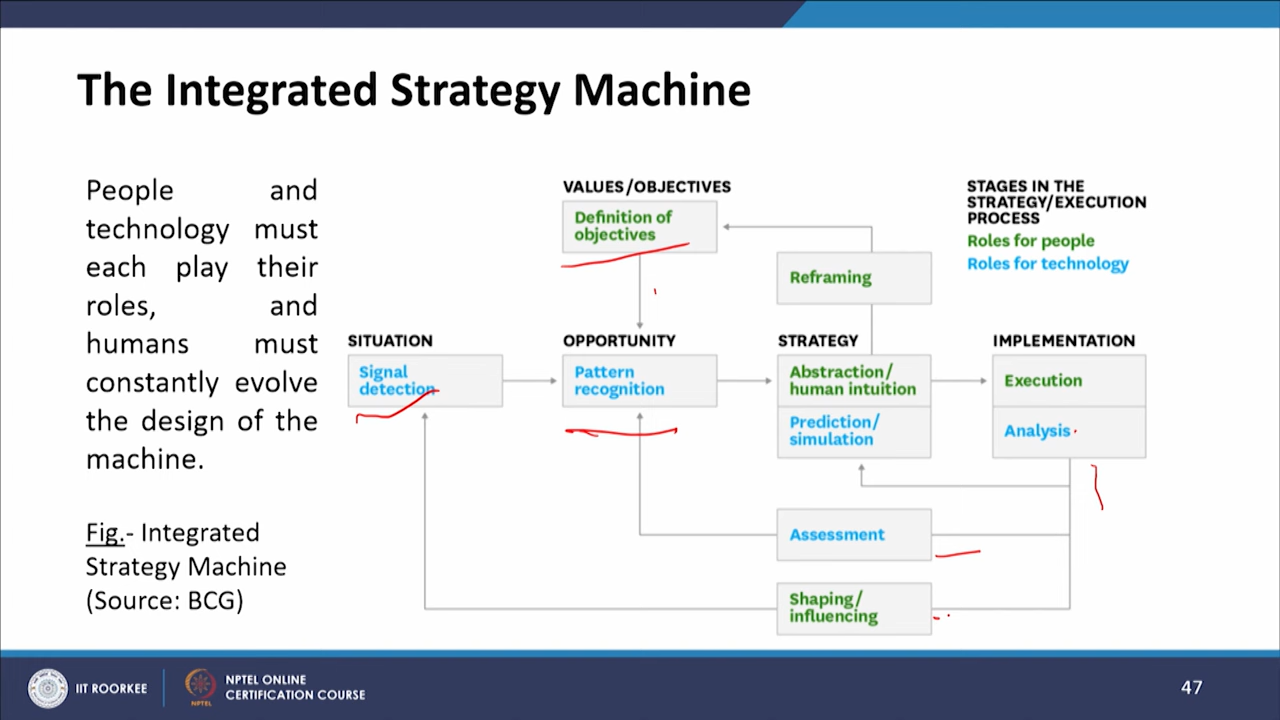 The Integrated Strategy Machine
People and
technology must
each play their
roles, and
humans must
constantly evolve
the design of the
machine.
Fig.- Integrated
Strategy Machine
(Source: BCG)
VALUES/OBJECTIVES
Definition of
objectives
STAGES IN THE
STRATEGY/EXECUTION
PROCESS
Roles for people
Roles for technology
Reframing
SITUATION
Signal
detection
OPPORTUNITY
Pattern
recognition
STRATEGY
Abstraction/
human intuition
Prediction/
simulation
IMPLEMENTATION
Execution
Analysis
Assessment
Shaping/
influencing
IIT ROORKEE
NPTEL
NPTEL ONLINE
CERTIFICATION COURSE
47